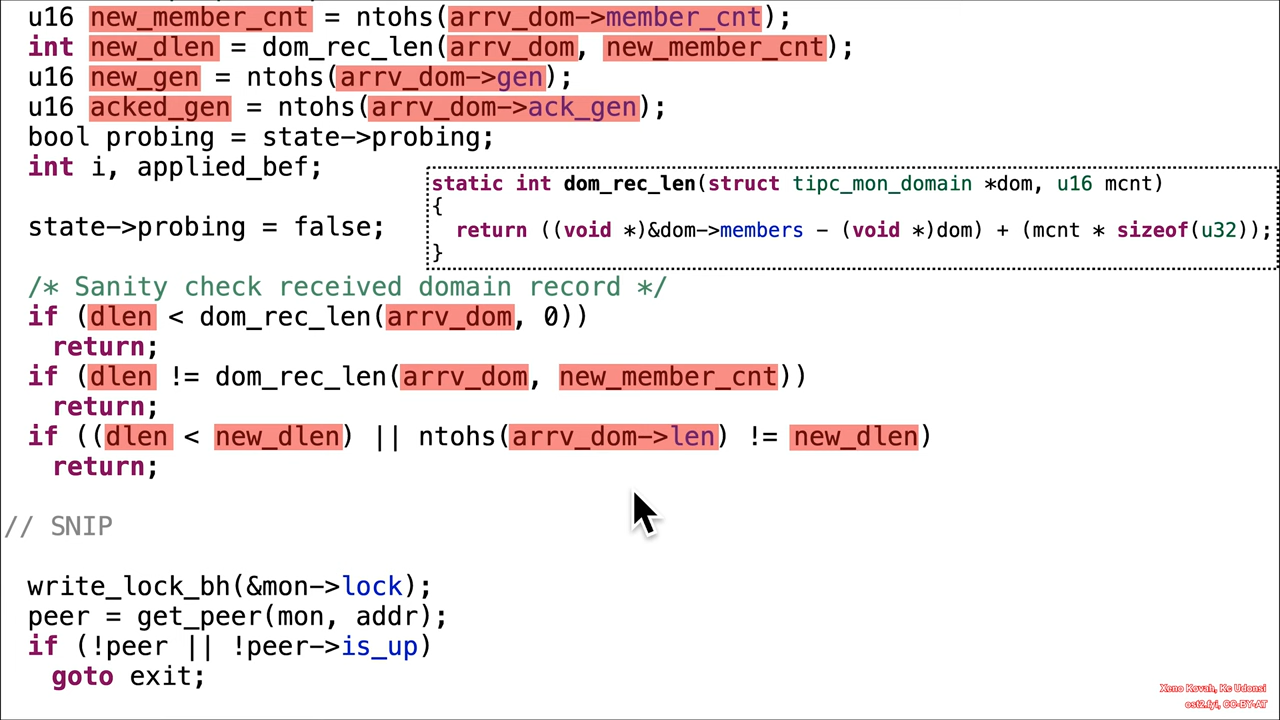 u16 new_member_cnt = ntohs(arrv_dom->member_cnt);
int new_dlen = dom_rec_len(arrv_dom, new_member_cnt);
u16 new_gen = ntohs(arrv_dom->gen);
u16 acked_gen = ntohs(arrv_dom->ack_gen);
bool probing = state->probing;
int i, applied_bef;
static int dom_rec_len(struct tipc_mon_domain *dom, u16 mcnt)
{
return ((void *)&dom->members - (void *)dom) + (mcnt * sizeof(u32));
}
state->probing = false;
/* Sanity check received domain record */
if (dlen < dom_rec_len(arrv_dom, 0))
return;
if (dlen != dom_rec_len(arrv_dom, new_member_cnt))
return;
if ((dlen < new_dlen) || ntohs(arrv_dom->len) != new_dlen)
return;
// SNIP
write_lock_bh(&mon->lock);
peer = get_peer(mon, addr);
if (!peer || !peer->is_up)
goto exit;
Xeno Kovah, Kc Udonsi
ost2.fyi, CC-BY-AT